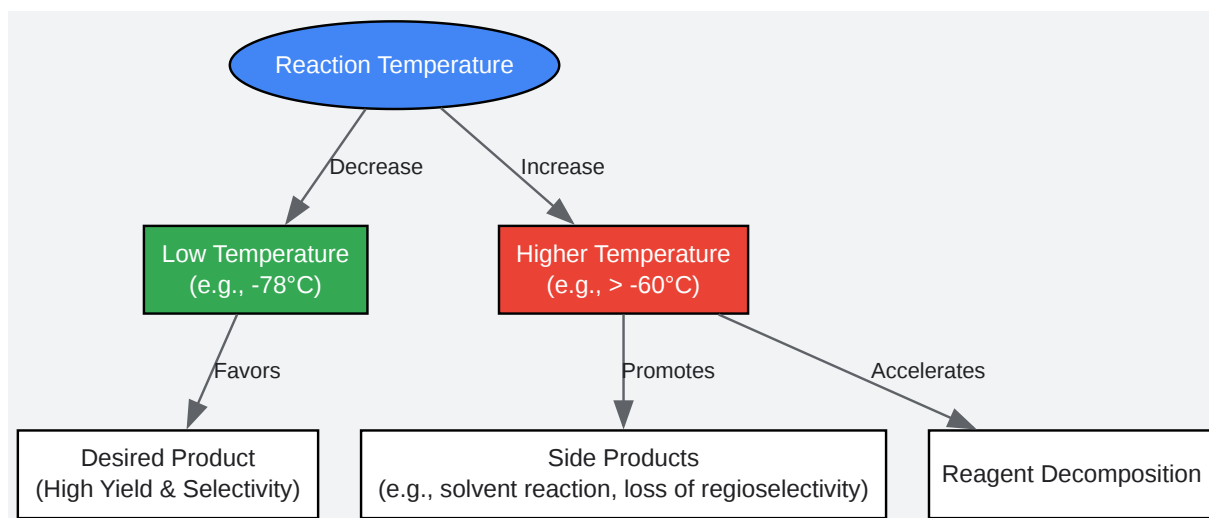 Reaction Temperature
Decrease
Increase
Low Temperature
(e.g., -78°C)
Higher Temperature
(e.g., > -60°C)
Favors
Promotes
Accelerates
Desired Product
(High Yield & Selectivity)
Side Products
(e.g., solvent reaction, loss of regioselectivity)
Reagent Decomposition